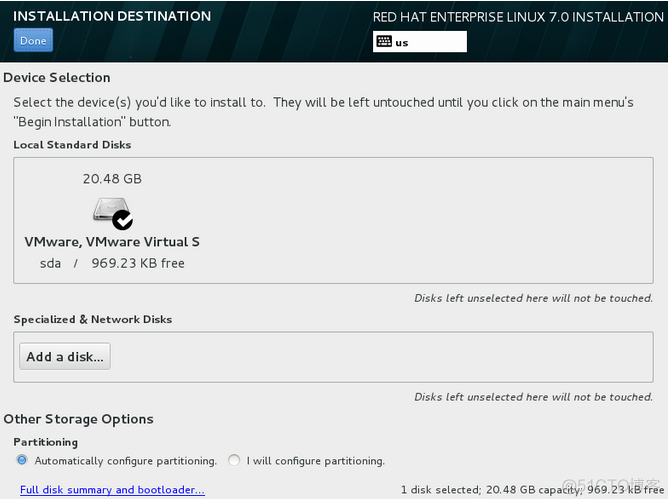 INSTALLATION DESTINATION
RED HAT ENTERPRISE LINUX 7.0 INSTALLATION
Done
us
Device Selection
Select the device(s) you'd like to install to.  They will be left untouched until you click on the main menu's
"Begin Installation" button.
Local Standard Disks
20.48 GB
VMware, VMware Virtual S
sda / 969.23 KB free
Disks left unselected here will not be touched.
Specialized & Network Disks
Add a disk...
Disks left unselected here will not be touched.
Other Storage Options
Partitioning
Automatically configure partitioning. I will configure partitioning.
Full disk summary and bootloader... 1 disk selected; 20.48 GB capacity; 969.23 KB free
@51CTO博客